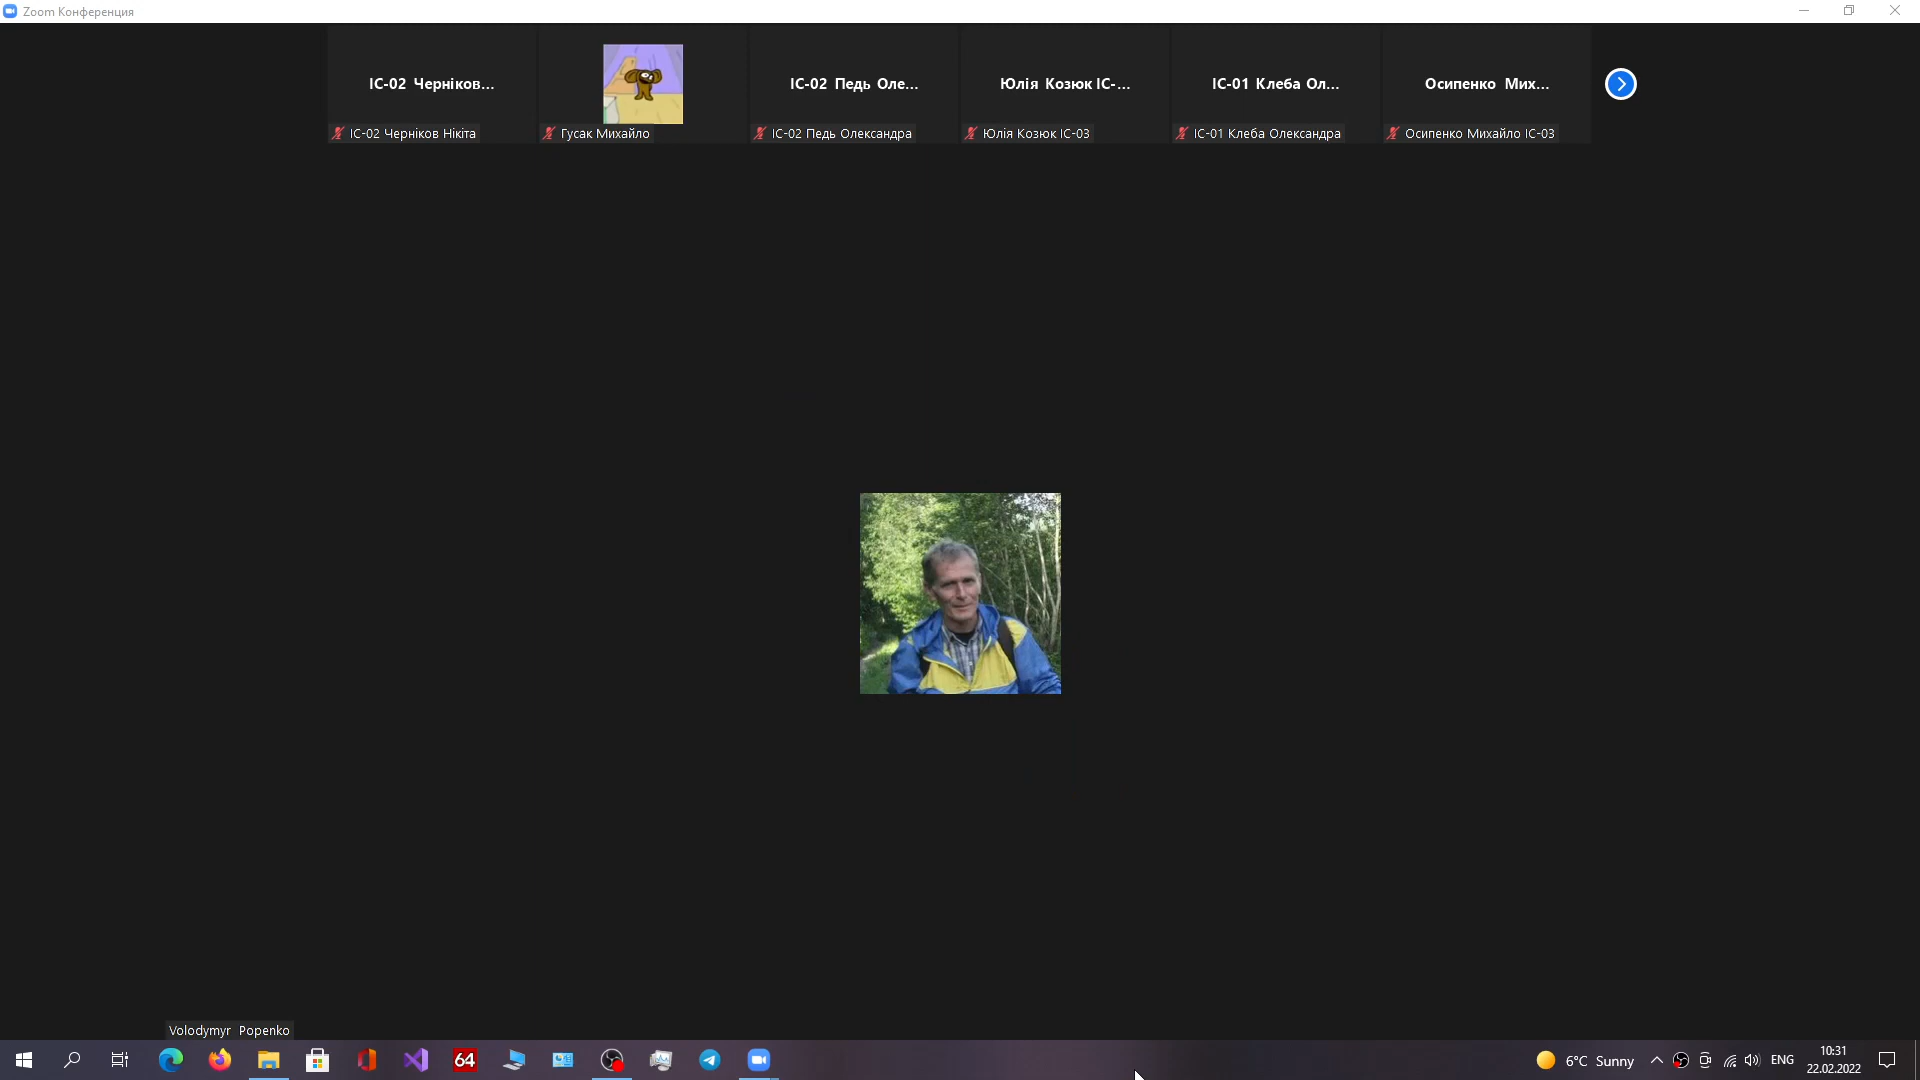 Zoom Конференция
ІС-02 Черніков...
ІС-02 Педь Оле...
Юлія Козюк ІС-...
ІС-01 Клеба Ол...
Осипенко Мих...
ІС-02 Черніков Нікіта
Гусак Михайло
ІС-02 Педь Олександра
Юлія Козюк ІС-03
ІС-01 Клеба Олександра
Осипенко Михайло ІС-03
Volodymyr Popenko
64
6°C Sunny
ENG
10:31
22.02.2022